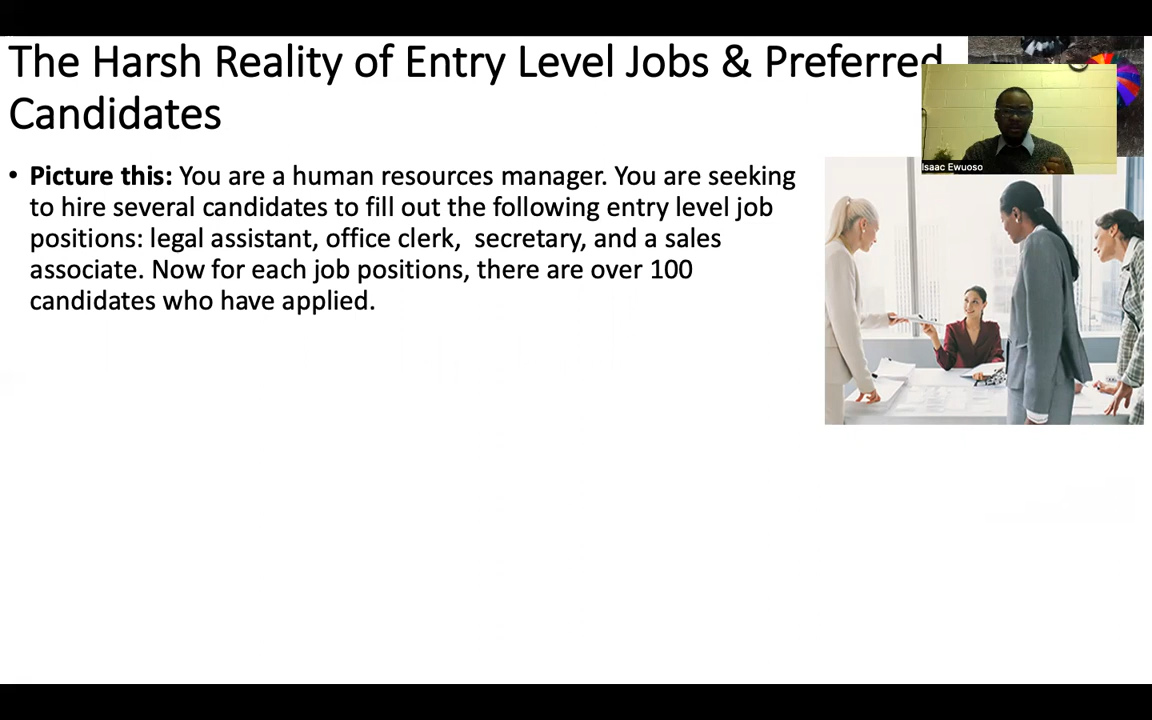 The Harsh Reality of Entry Level Jobs & Preferred
Candidates
Isaac Ewuoso
• Picture this: You are a human resources manager. You are seeking
to hire several candidates to fill out the following entry level job
positions: legal assistant, office clerk,  secretary, and a sales
associate. Now for each job positions, there are over 100
candidates who have applied.